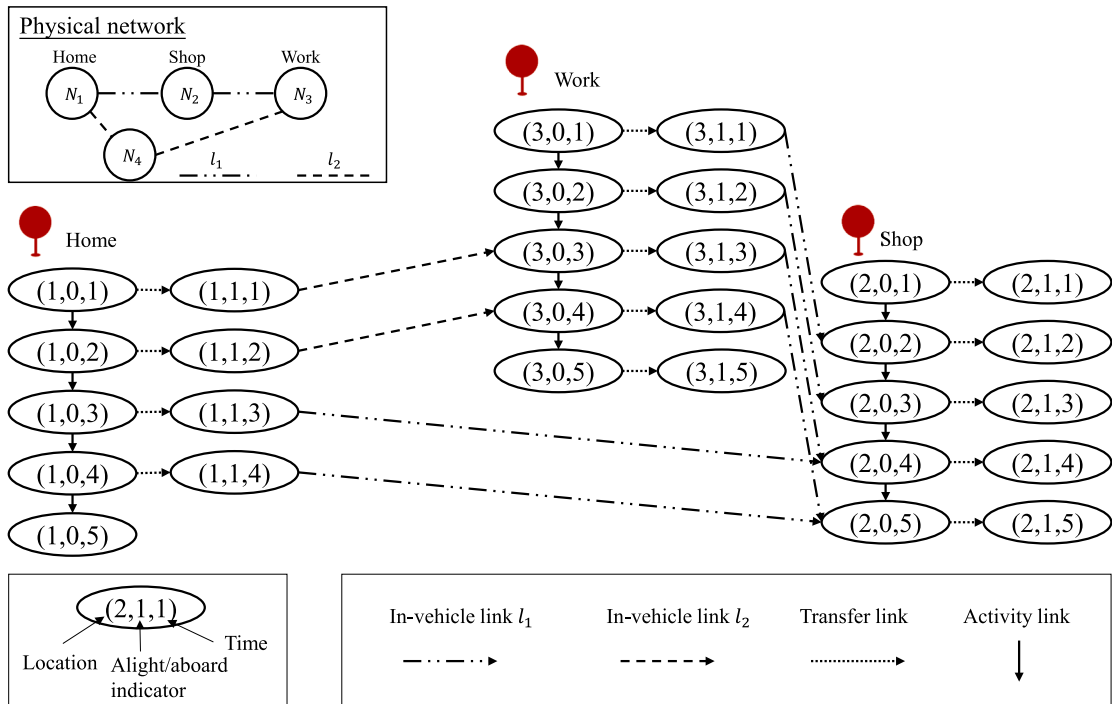 Physical network
Home Shop Work
N₁ N₂ N₃
N₄ l₁ l₂
Work
(3,0,1) (3,1,1)
(3,0,2) (3,1,2)
(3,0,3) (3,1,3)
(3,0,4) (3,1,4)
(3,0,5) (3,1,5)
Home
(1,0,1) (1,1,1)
(1,0,2) (1,1,2)
(1,0,3) (1,1,3)
(1,0,4) (1,1,4)
(1,0,5)
Shop
(2,0,1) (2,1,1)
(2,0,2) (2,1,2)
(2,0,3) (2,1,3)
(2,0,4) (2,1,4)
(2,0,5) (2,1,5)
(2,1,1)
Time
Location Alight/aboard
indicator
In-vehicle link l₁ In-vehicle link l₂ Transfer link Activity link